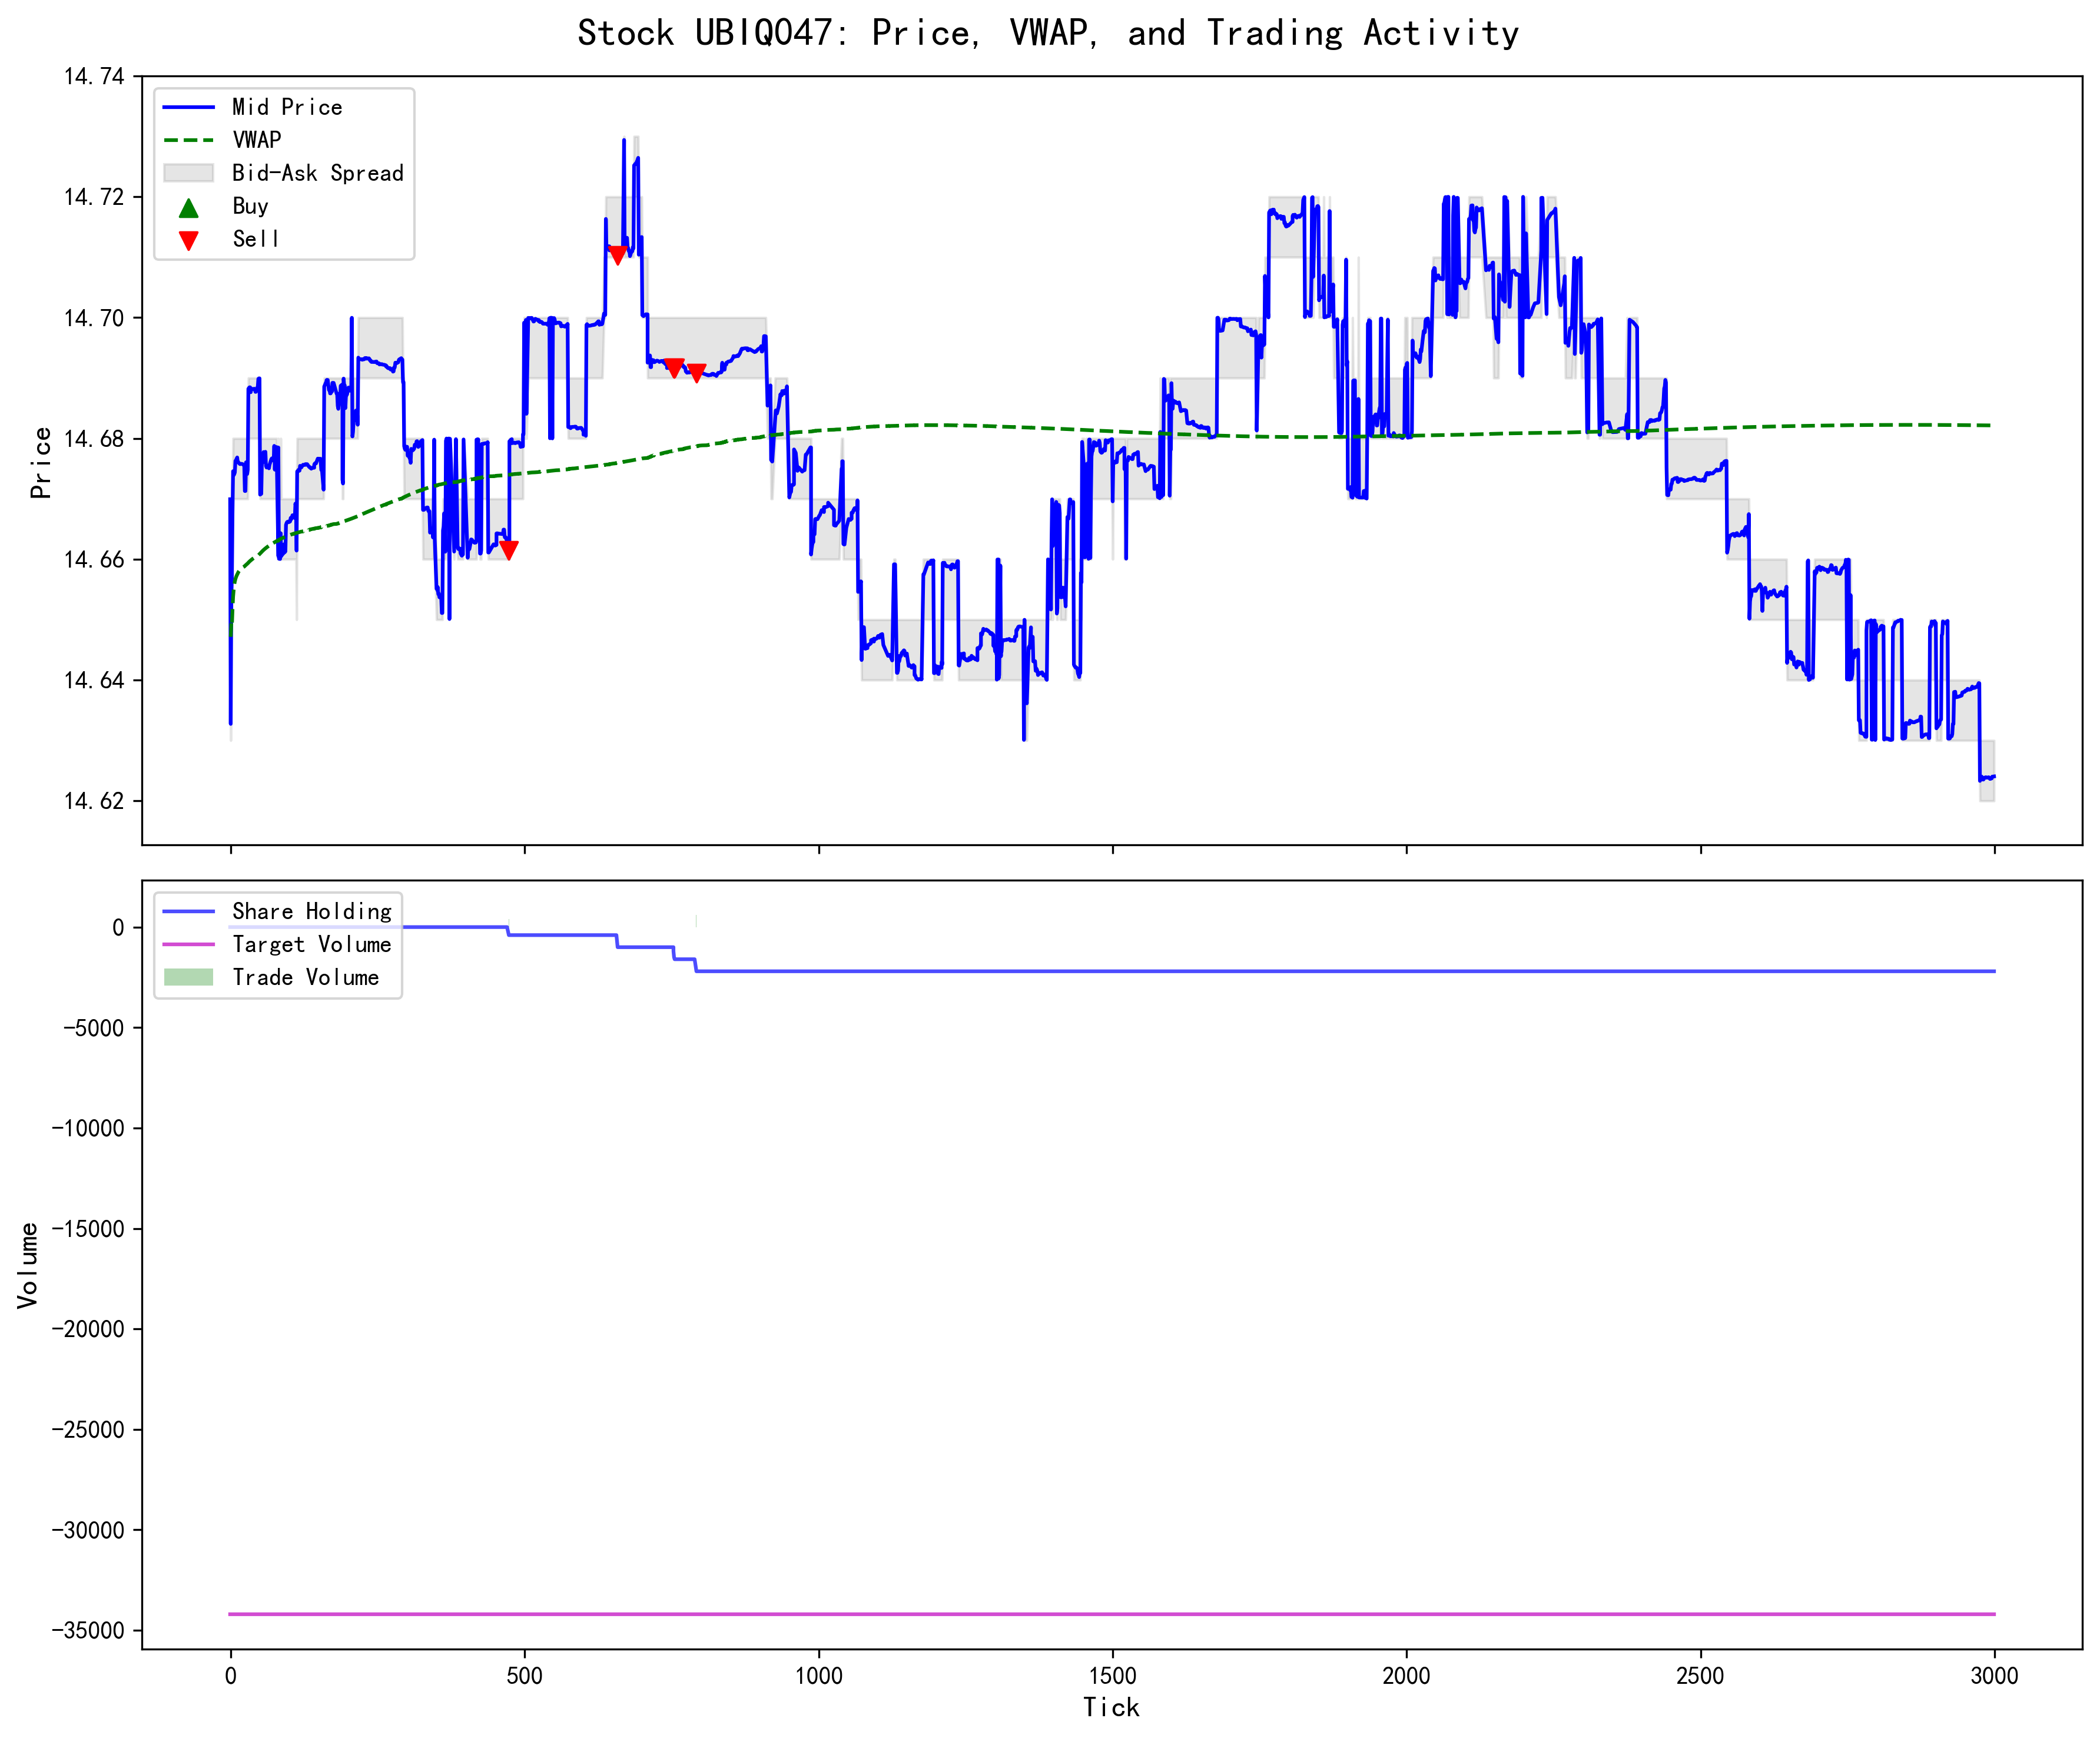 Stock UBIQ047: Price, VWAP, and Trading Activity
14.74
14.72
14.70
14.68
14.66
14.64
14.62
Price
Mid Price
VWAP
Bid-Ask Spread
Buy
Sell
0
-5000
-10000
-15000
-20000
-25000
-30000
-35000
Volume
Share Holding
Target Volume
Trade Volume
0 500 1000 1500 2000 2500 3000
Tick